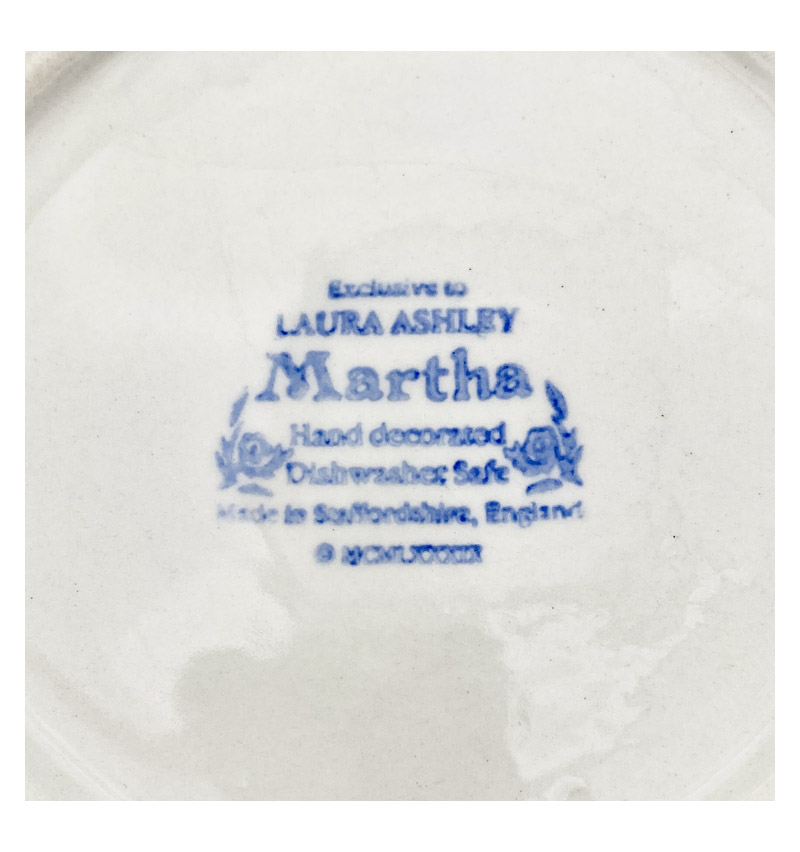 Exclusive to
LAURA ASHLEY
Martha
Hand decorated
Dishwasher Safe
Made in Staffordshire, England
©